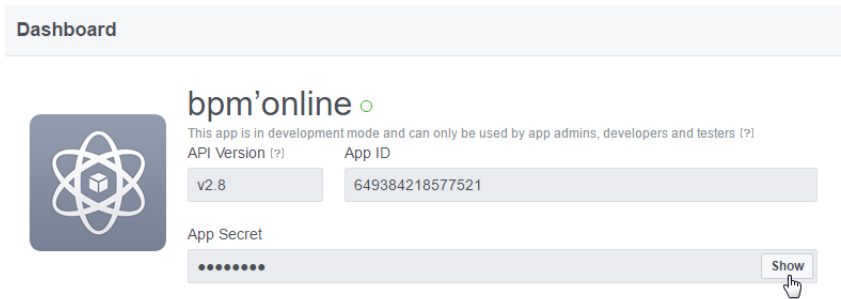 Dashboard
bpm'online
This app is in development mode and can only be used by app admins, developers and testers [?]
API Version [?] App ID
v2.8 649384218577521
App Secret
●●●●●●●● Show